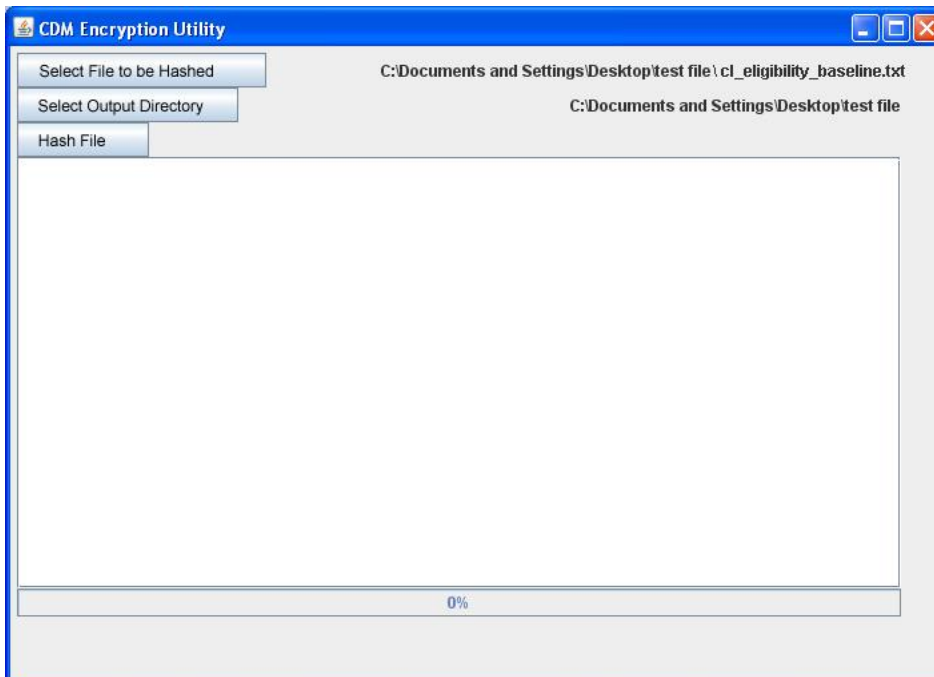 CDM Encryption Utility
Select File to be Hashed C:\Documents and Settings\Desktop\test file\cl_eligibility_baseline.txt
Select Output Directory C:\Documents and Settings\Desktop\test file
Hash File
0%